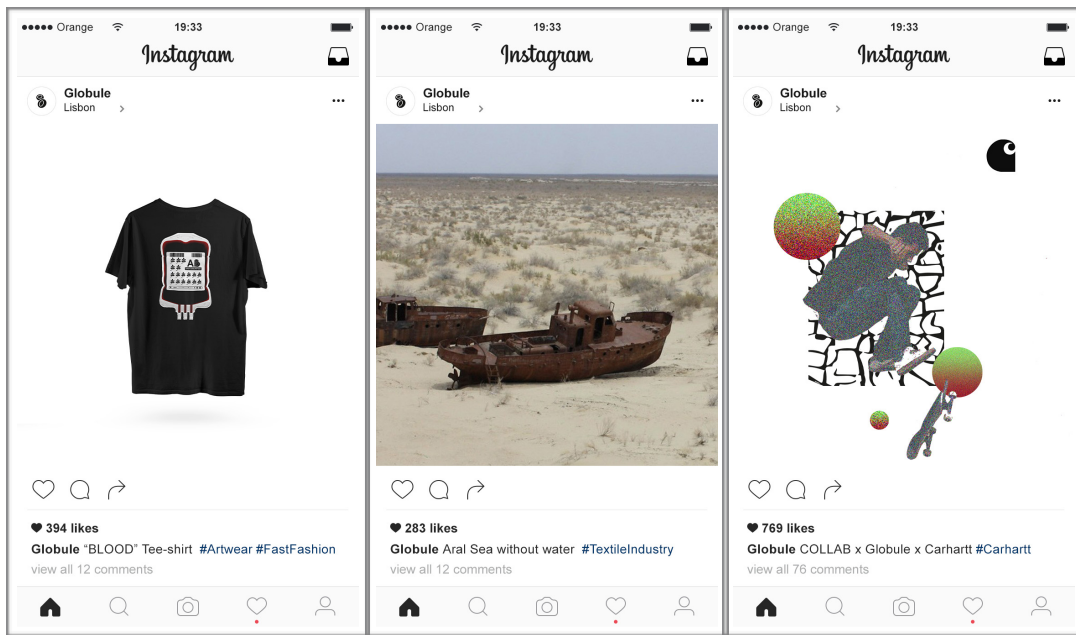 Orange 19:33
Instagram
Globule
Lisbon
AB
394 likes
Globule “BLOOD” Tee-shirt #Artwear #FastFashion
view all 12 comments
Orange 19:33
Instagram
Globule
Lisbon
283 likes
Globule Aral Sea without water #TextileIndustry
view all 12 comments
Orange 19:33
Instagram
Globule
Lisbon
769 likes
Globule COLLAB x Globule x Carhartt #Carhartt
view all 76 comments